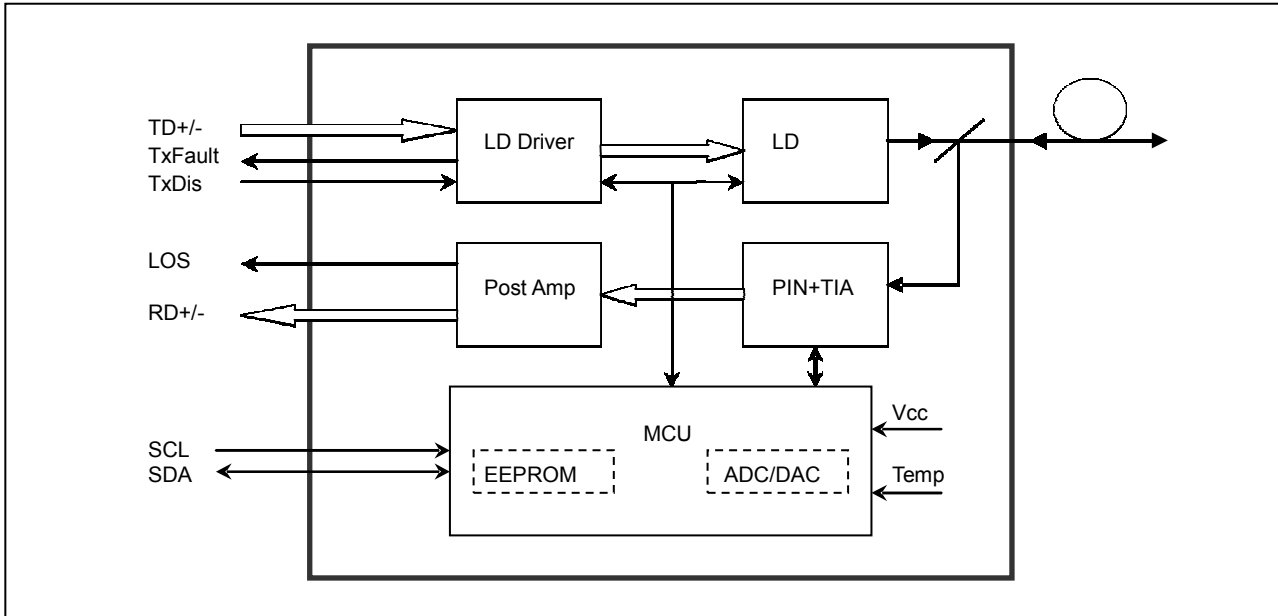 TD+/-
TxFault
TxDis
LD Driver
LD
LOS
RD+/-
Post Amp
PIN+TIA
SCL
SDA
MCU
EEPROM
ADC/DAC
Vcc
Temp